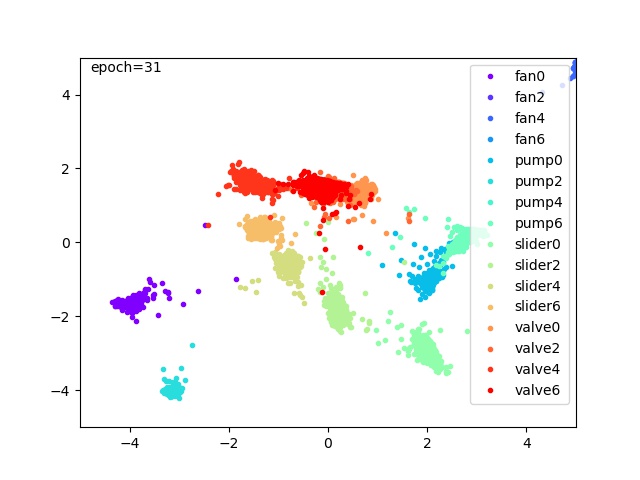 epoch=31
4
2
0
−2
−4
−4
−2
0
2
4
fan0
fan2
fan4
fan6
pump0
pump2
pump4
pump6
slider0
slider2
slider4
slider6
valve0
valve2
valve4
valve6